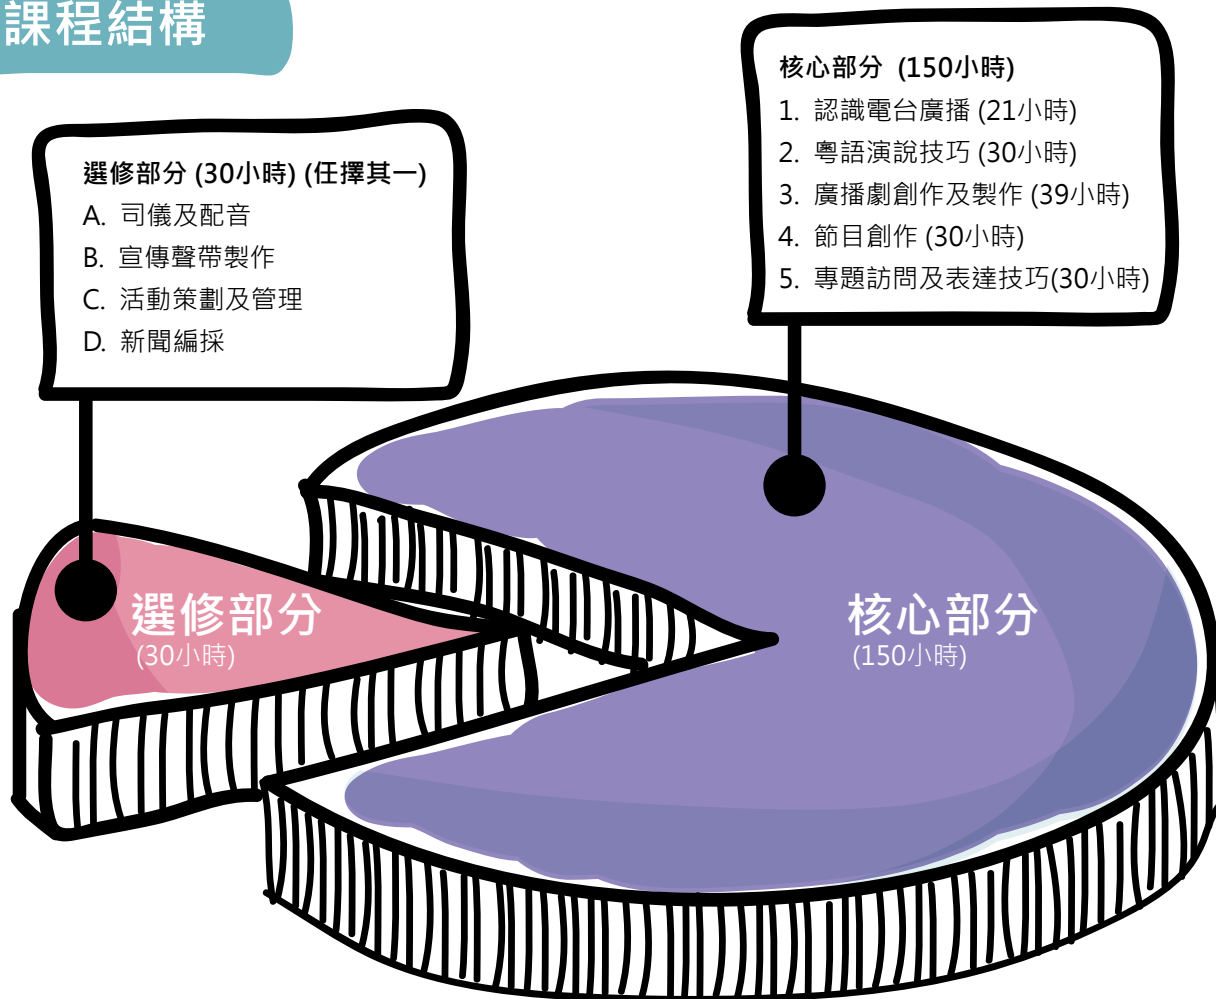 課程結構
選修部分 (30小時) (任擇其一)
A. 司儀及配音
B. 宣傳聲帶製作
C. 活動策劃及管理
D. 新聞編採
核心部分 (150小時)
1. 認識電台廣播 (21小時)
2. 粵語演說技巧 (30小時)
3. 廣播劇創作及製作 (39小時)
4. 節目創作 (30小時)
5. 專題訪問及表達技巧(30小時)
選修部分
(30小時)
核心部分
(150小時)